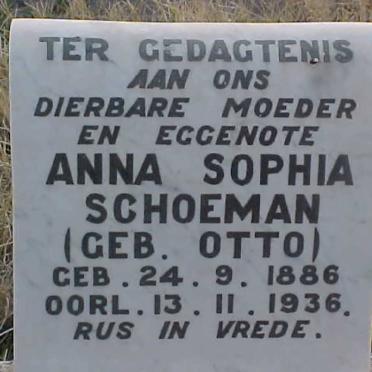 TER GEDAGTENIS
AAN ONS
DIERBARE MOEDER
EN EGGENOTE
ANNA SOPHIA
SCHOEMAN
(GEB. OTTO)
GEB. 24. 9. 1886
OORL. 13. 11. 1936.
RUS IN VREDE.